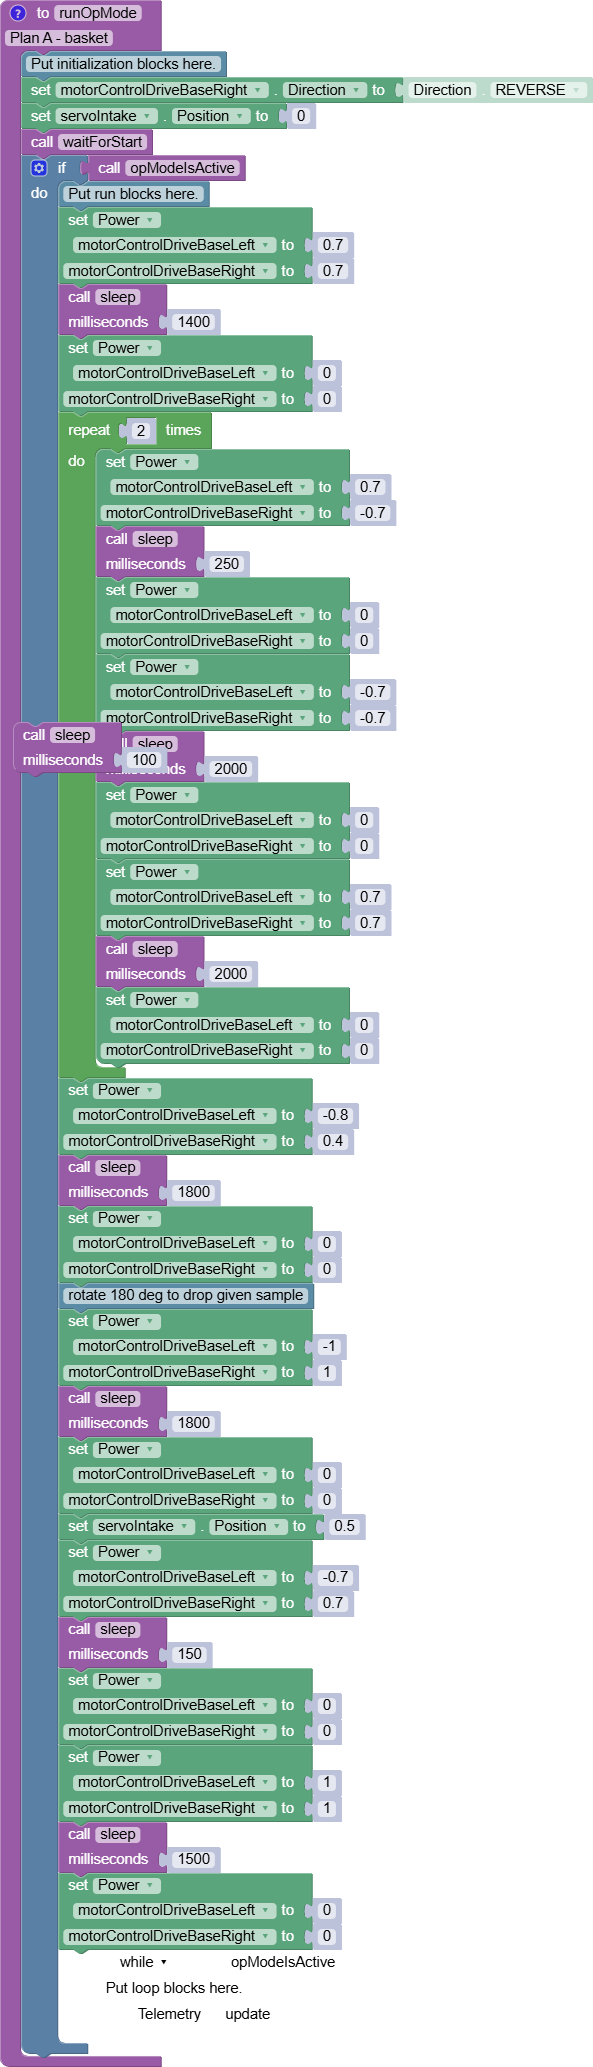 ? to runOpMode
Plan A - basket
Put initialization blocks here.
set motorControlDriveBaseRight . Direction to Direction . REVERSE
set servoIntake . Position to 0
call waitForStart
if call opModeIsActive
do Put run blocks here.
set Power
motorControlDriveBaseLeft to 0.7
motorControlDriveBaseRight to 0.7
call sleep
milliseconds 1400
set Power
motorControlDriveBaseLeft to 0
motorControlDriveBaseRight to 0
repeat 2 times
do set Power
motorControlDriveBaseLeft to 0.7
motorControlDriveBaseRight to -0.7
call sleep
milliseconds 250
set Power
motorControlDriveBaseLeft to 0
motorControlDriveBaseRight to 0
set Power
motorControlDriveBaseLeft to -0.7
motorControlDriveBaseRight to -0.7
call sleep
milliseconds 100
sleep
2000
set Power
motorControlDriveBaseLeft to 0
motorControlDriveBaseRight to 0
set Power
motorControlDriveBaseLeft to 0.7
motorControlDriveBaseRight to 0.7
call sleep
milliseconds 2000
set Power
motorControlDriveBaseLeft to 0
motorControlDriveBaseRight to 0
set Power
motorControlDriveBaseLeft to -0.8
motorControlDriveBaseRight to 0.4
call sleep
milliseconds 1800
set Power
motorControlDriveBaseLeft to 0
motorControlDriveBaseRight to 0
rotate 180 deg to drop given sample
set Power
motorControlDriveBaseLeft to -1
motorControlDriveBaseRight to 1
call sleep
milliseconds 1800
set Power
motorControlDriveBaseLeft to 0
motorControlDriveBaseRight to 0
set servoIntake . Position to 0.5
set Power
motorControlDriveBaseLeft to -0.7
motorControlDriveBaseRight to 0.7
call sleep
milliseconds 150
set Power
motorControlDriveBaseLeft to 0
motorControlDriveBaseRight to 0
set Power
motorControlDriveBaseLeft to 1
motorControlDriveBaseRight to 1
call sleep
milliseconds 1500
set Power
motorControlDriveBaseLeft to 0
motorControlDriveBaseRight to 0
while opModeIsActive
Put loop blocks here.
Telemetry update